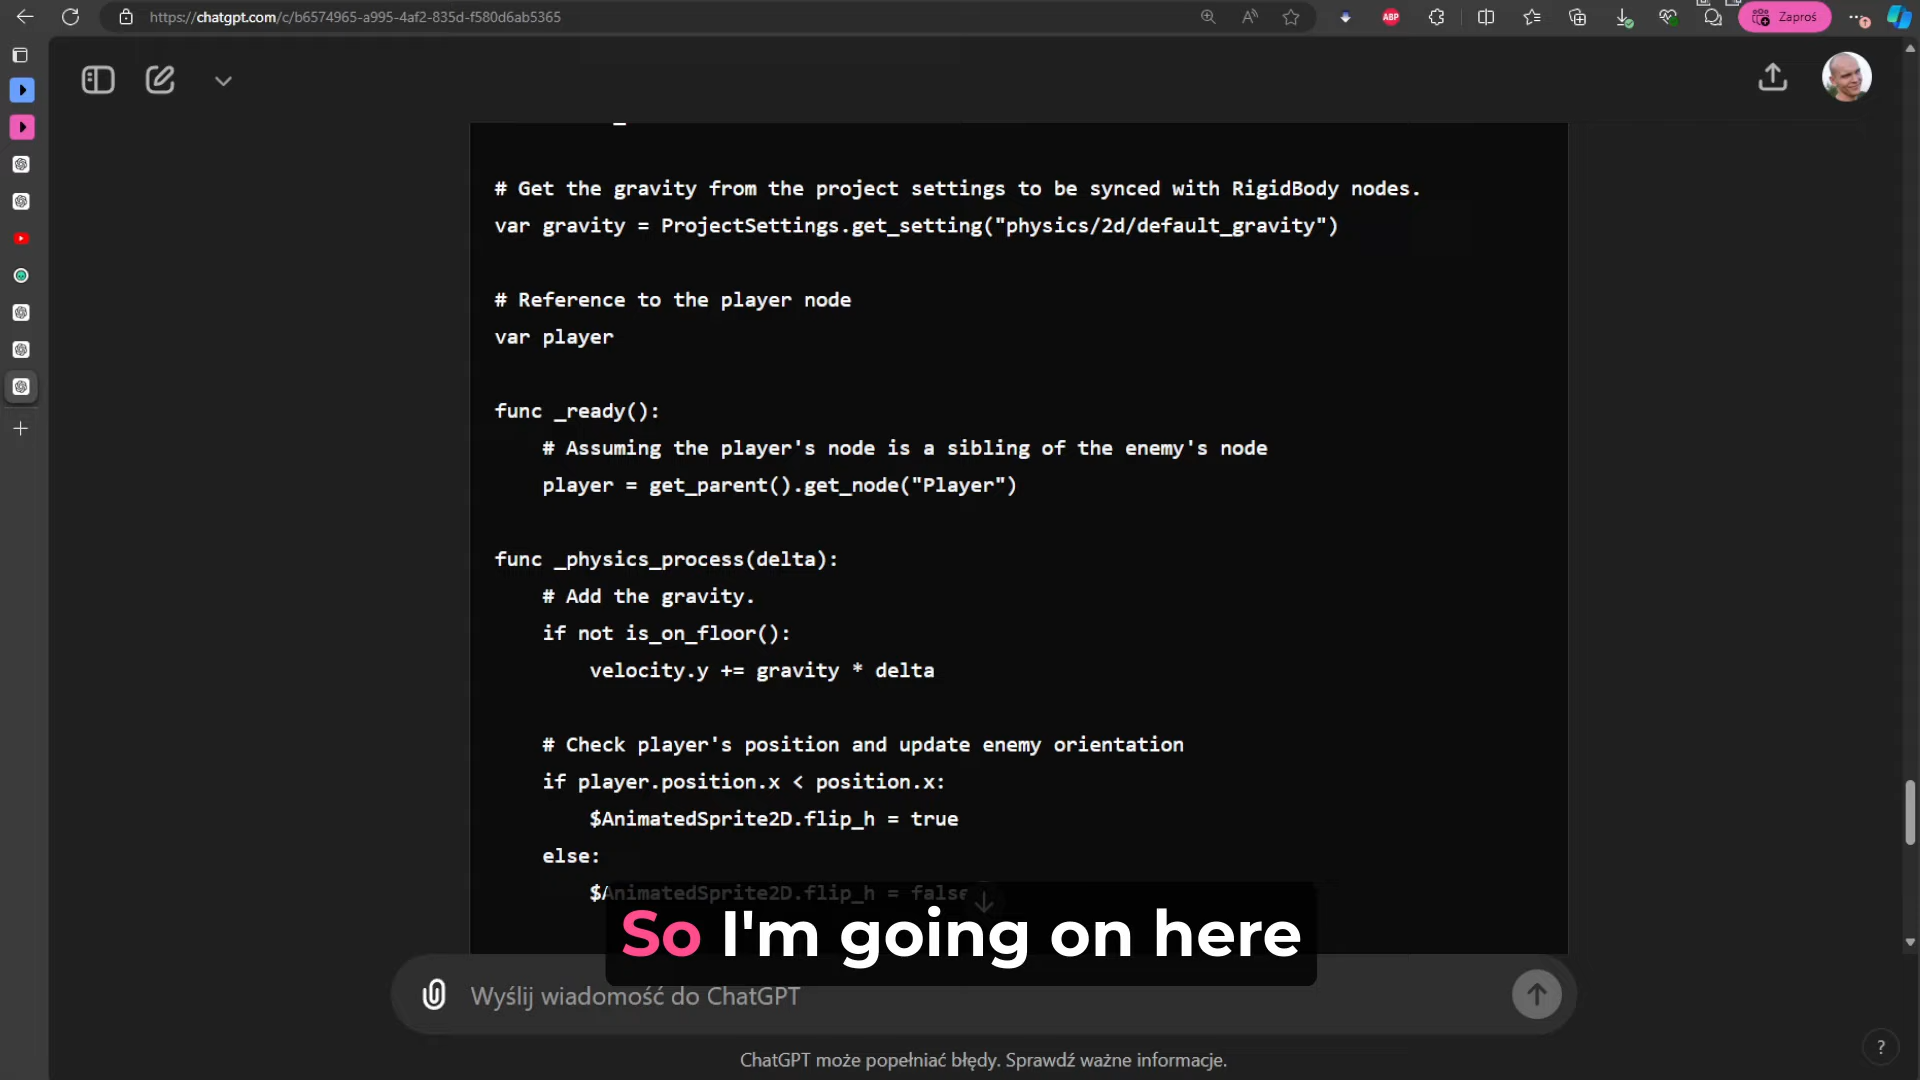 https://chatgpt.com/c/b6574965-a995-4af2-835d-f580d6ab5365
ABP
Zaproś
# Get the gravity from the project settings to be synced with RigidBody nodes.
var gravity = ProjectSettings.get_setting("physics/2d/default_gravity")
# Reference to the player node
var player
func _ready():
# Assuming the player's node is a sibling of the enemy's node
player = get_parent().get_node("Player")
func _physics_process(delta):
# Add the gravity.
if not is_on_floor():
velocity.y += gravity * delta
# Check player's position and update enemy orientation
if player.position.x < position.x:
$AnimatedSprite2D.flip_h = true
else:
$AnimatedSprite2D.flip_h = false
So I'm going on here
Wyślij wiadomość do ChatGPT
ChatGPT może popełniać błędy. Sprawdź ważne informacje.
?